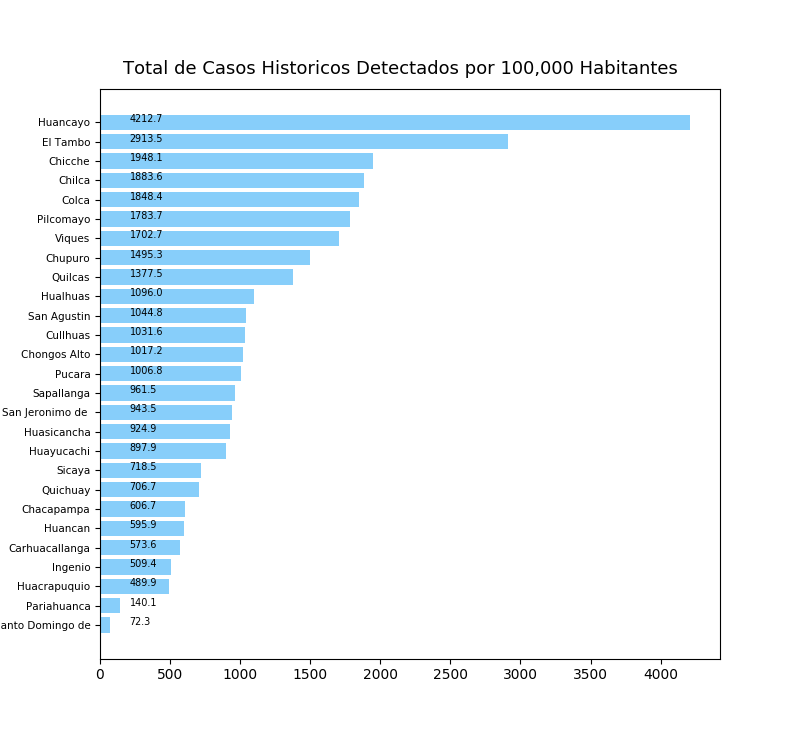 Total de Casos Historicos Detectados por 100,000 Habitantes
Huancayo 4212.7
El Tambo 2913.5
Chicche 1948.1
Chilca 1883.6
Colca 1848.4
Pilcomayo 1783.7
Viques 1702.7
Chupuro 1495.3
Quilcas 1377.5
Hualhuas 1096.0
San Agustin 1044.8
Cullhuas 1031.6
Chongos Alto 1017.2
Pucara 1006.8
Sapallanga 961.5
San Jeronimo de 943.5
Huasicancha 924.9
Huayucachi 897.9
Sicaya 718.5
Quichuay 706.7
Chacapampa 606.7
Huancan 595.9
Carhuacallanga 573.6
Ingenio 509.4
Huacrapuquio 489.9
Pariahuanca 140.1
anto Domingo de 72.3
0 500 1000 1500 2000 2500 3000 3500 4000